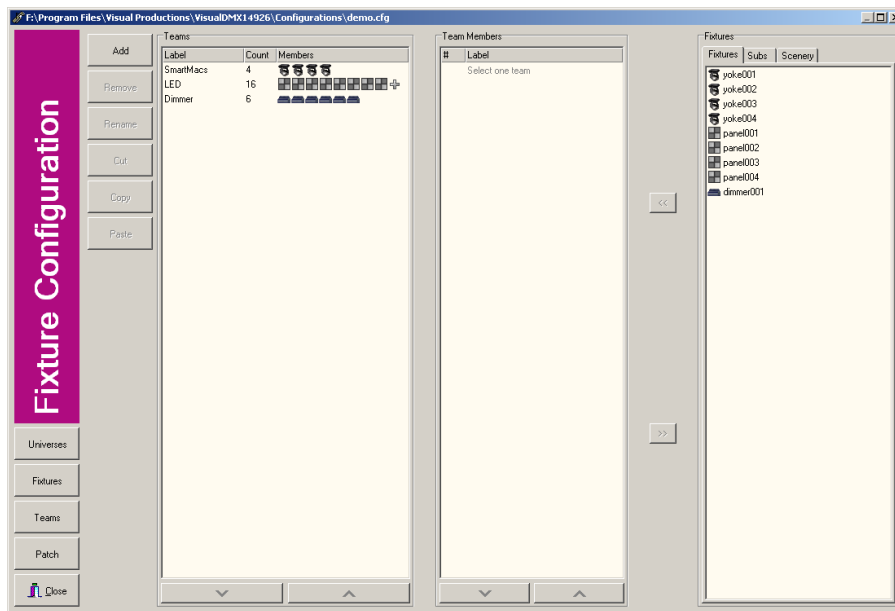 F:\Program Files\Visual Productions\VisualDMX14926\Configurations\demo.cfg
Fixture Configuration
Add
Remove
Rename
Cut
Copy
Paste
Universes
Fixtures
Teams
Patch
Close
Teams
Label Count Members
SmartMacs 4
LED 16
Dimmer 6
Team Members
# Label
Select one team
<<
>>
Fixtures
Fixtures Subs Scenery
yoke001
yoke002
yoke003
yoke004
panel001
panel002
panel003
panel004
dimmer001